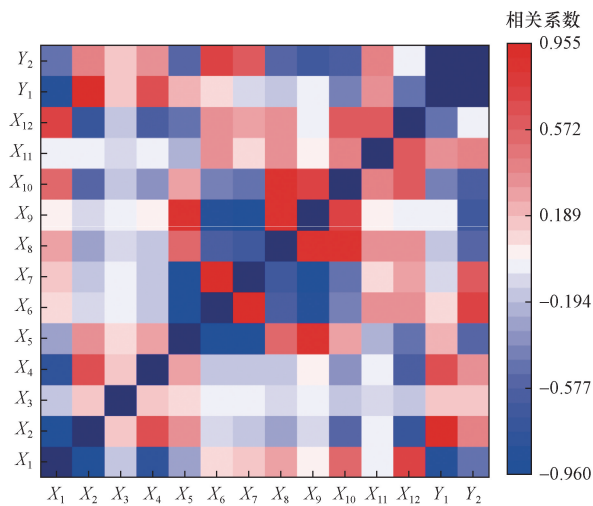 相关系数
Y2
Y1
X12
X11
X10
X9
X8
X7
X6
X5
X4
X3
X2
X1
X1 X2 X3 X4 X5 X6 X7 X8 X9 X10 X11 X12 Y1 Y2
0.955
0.572
0.189
−0.194
−0.577
−0.960